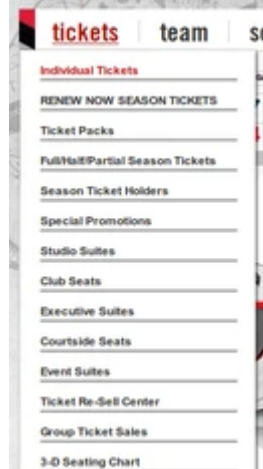 tickets team
Individual Tickets
RENEW NOW SEASON TICKETS
Ticket Packs
Full/Half/Partial Season Tickets
Season Ticket Holders
Special Promotions
Studio Suites
Club Seats
Executive Suites
Courtside Seats
Event Suites
Ticket Re-Sell Center
Group Ticket Sales
3-D Seating Chart